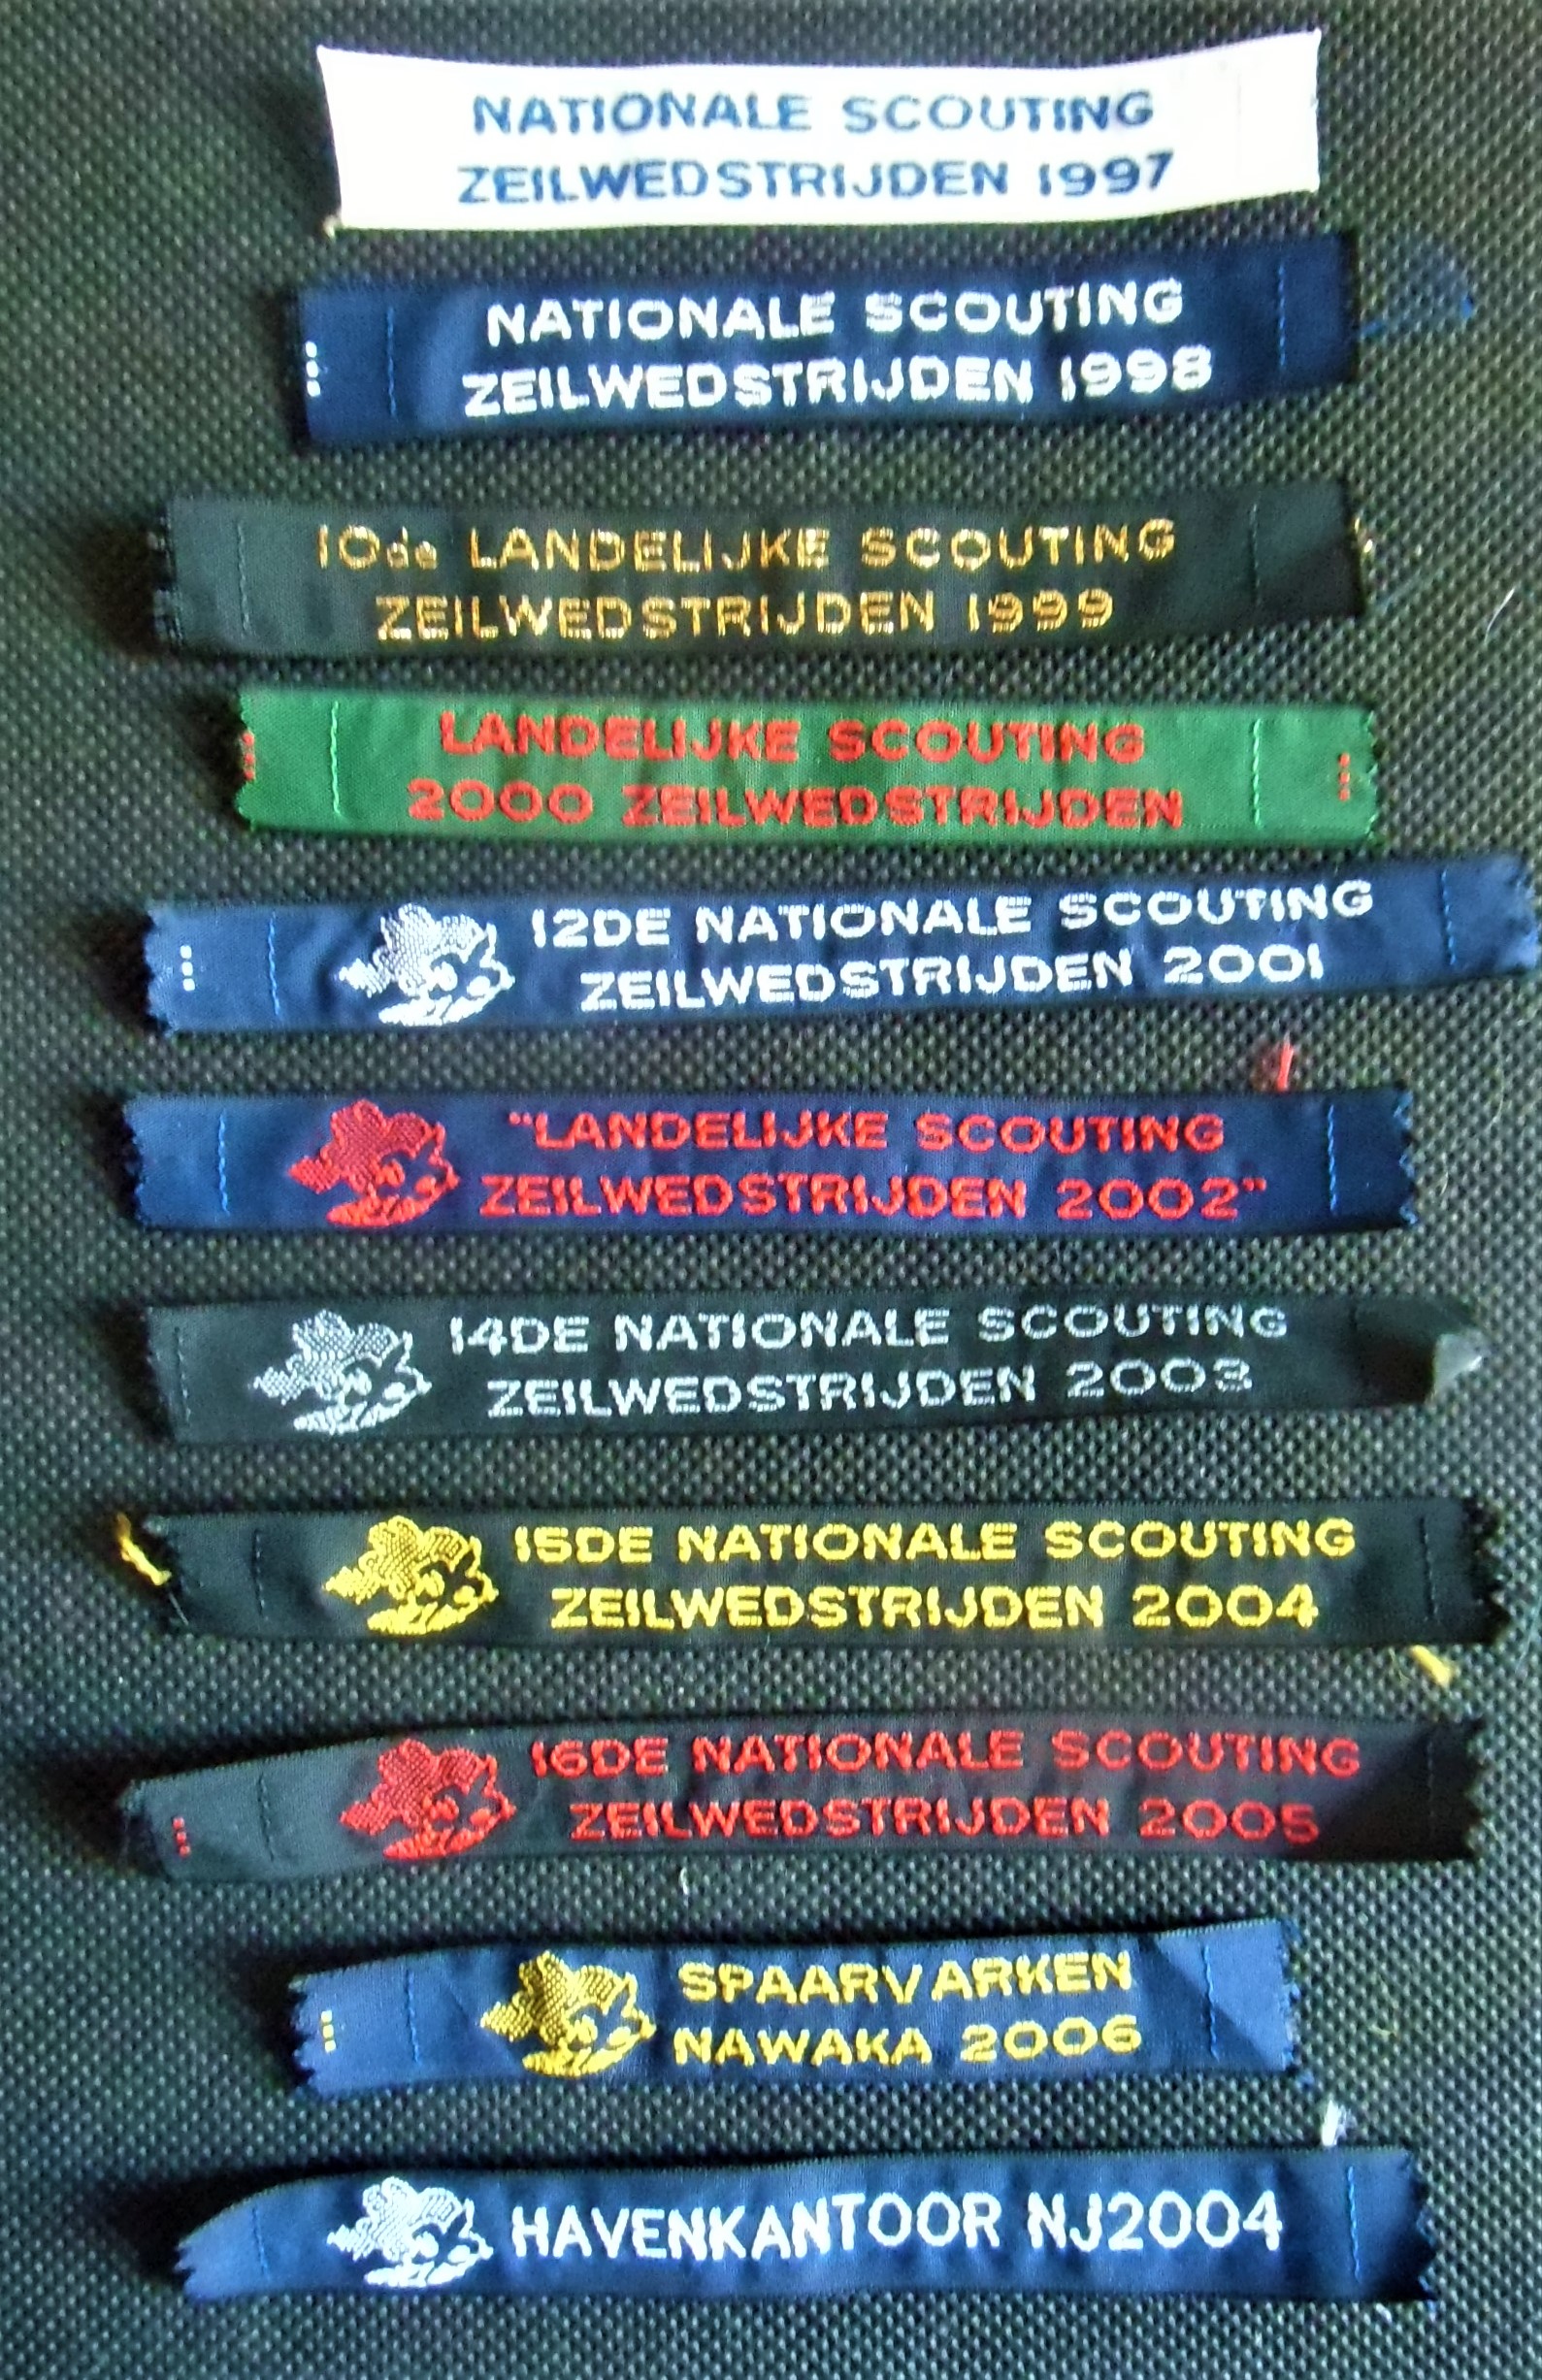 NATIONALE SCOUTING
ZEILWEDSTRIJDEN 1997
NATIONALE SCOUTING
ZEILWEDSTRIJDEN 1998
10de LANDELIJKE SCOUTING
ZEILWEDSTRIJDEN 1999
LANDELIJKE SCOUTING
2000 ZEILWEDSTRIJDEN
12DE NATIONALE SCOUTING
ZEILWEDSTRIJDEN 2001
"LANDELIJKE SCOUTING
ZEILWEDSTRIJDEN 2002"
14DE NATIONALE SCOUTING
ZEILWEDSTRIJDEN 2003
15DE NATIONALE SCOUTING
ZEILWEDSTRIJDEN 2004
16DE NATIONALE SCOUTING
ZEILWEDSTRIJDEN 2005
SPAARVARKEN
NAWAKA 2006
HAVENKANTOOR NJ2004